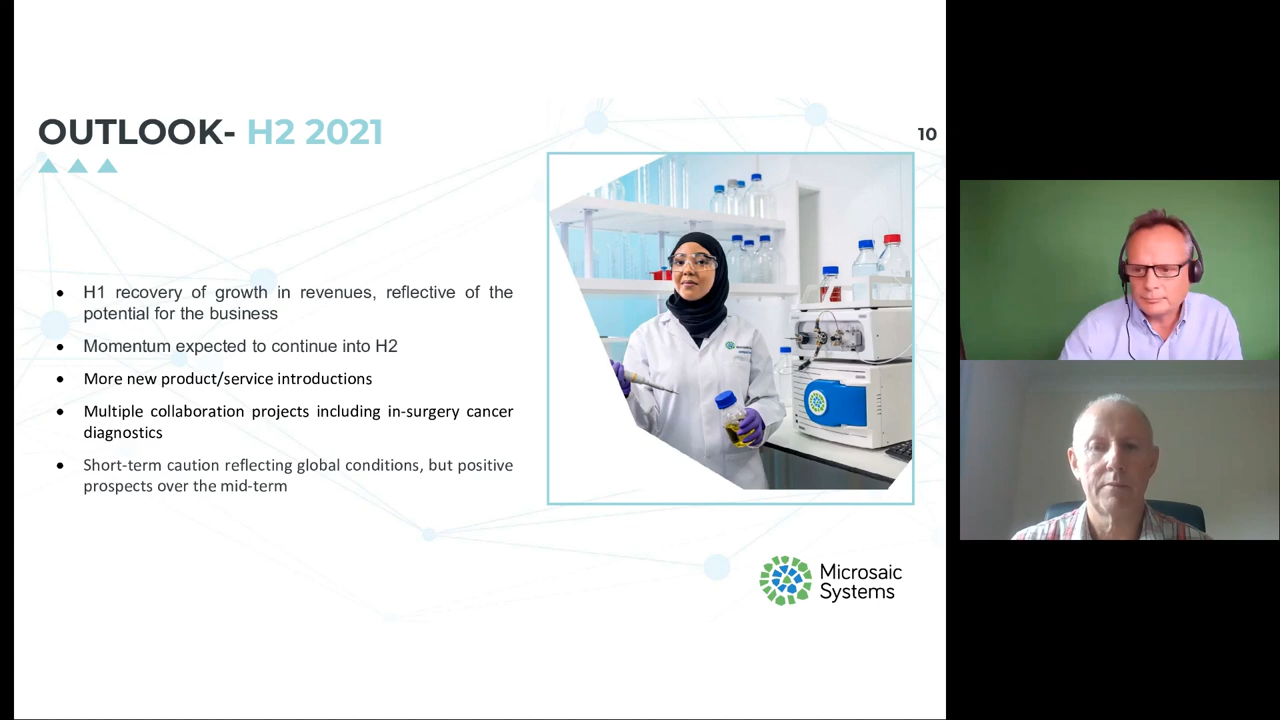 OUTLOOK- H2 2021
10
• H1 recovery of growth in revenues, reflective of the
potential for the business
• Momentum expected to continue into H2
• More new product/service introductions
• Multiple collaboration projects including in-surgery cancer
diagnostics
• Short-term caution reflecting global conditions, but positive
prospects over the mid-term
Microsaic
Systems